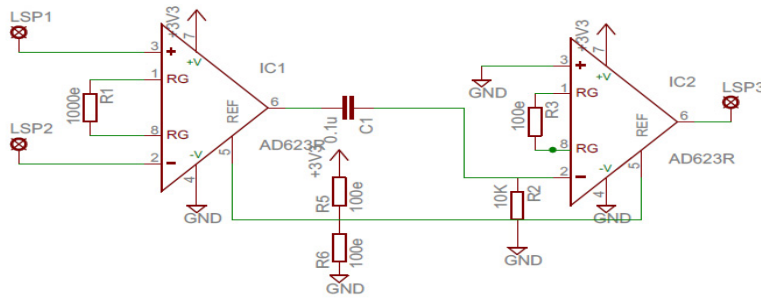 LSP1
+3V3
7
3
+
+V
IC1
1
RG
R1
1000e
8
RG
REF
6
LSP2
2
-
-V
5
4
GND
AD623R
0.1u
C1
+3V3
R5
100e
R6
100e
GND
+3V3
7
3
+
+V
IC2
GND
1
RG
R3
100e
8
RG
REF
6
LSP3
2
-
-V
5
4
GND
AD623R
10K
R2
GND